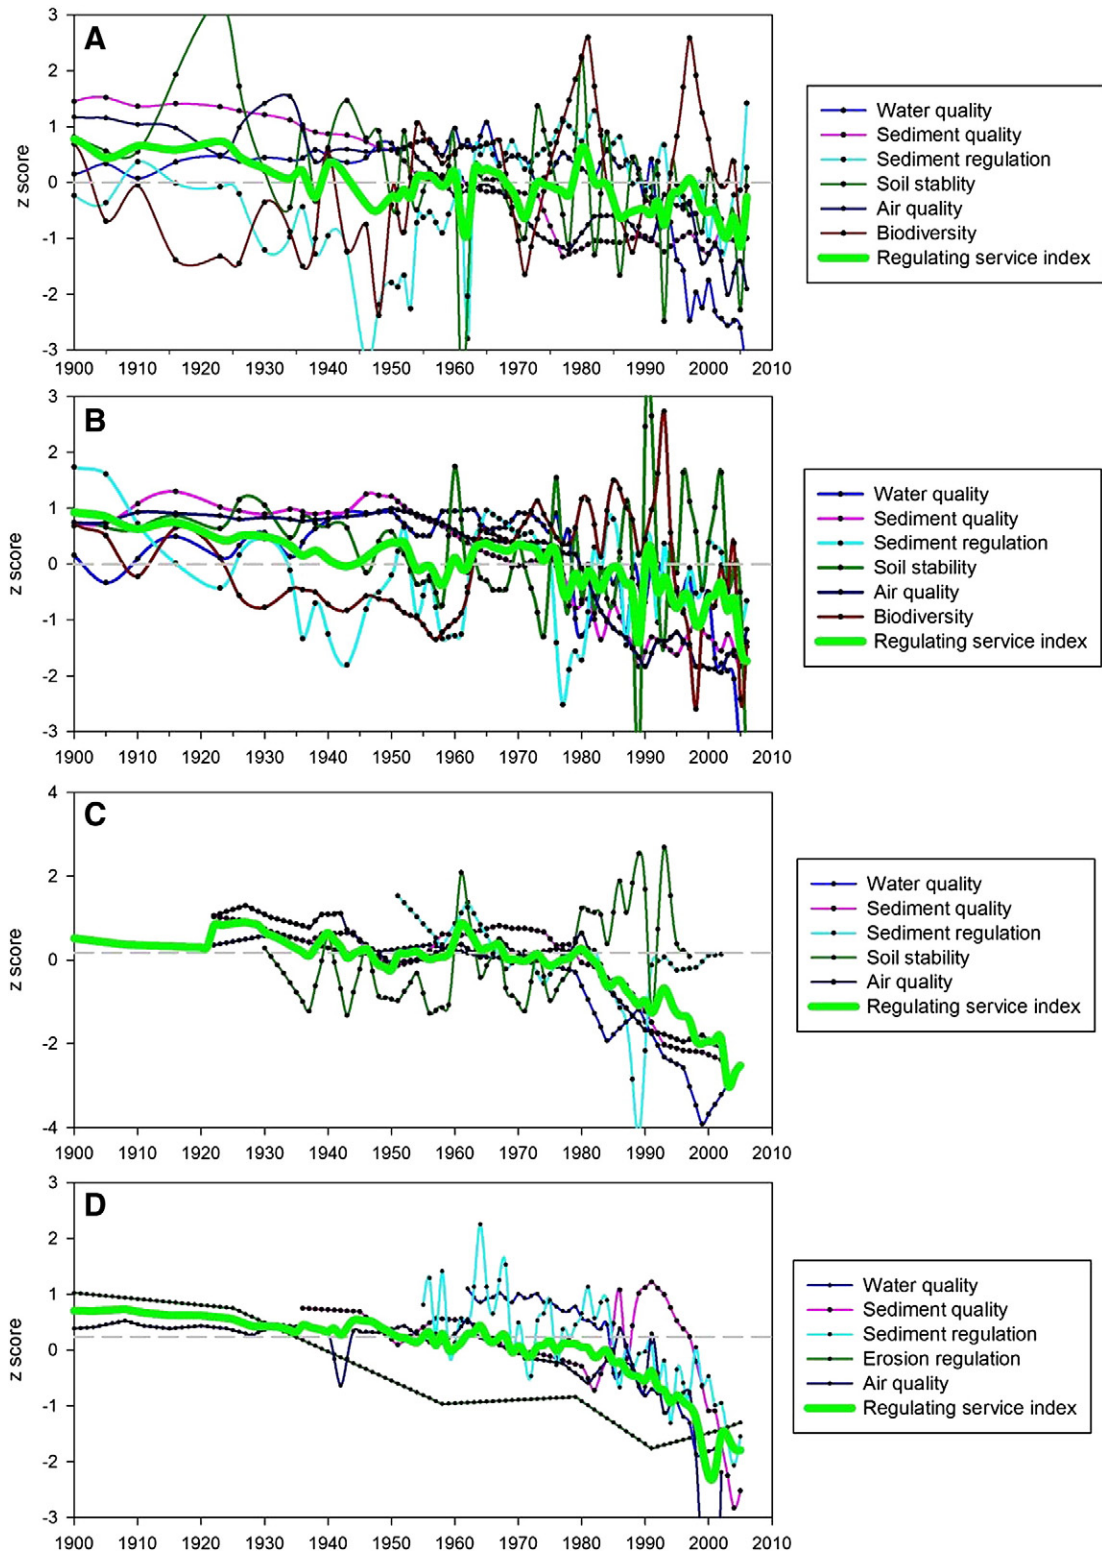 A
3
2
1
0
-1
-2
-3
z score
1900 1910 1920 1930 1940 1950 1960 1970 1980 1990 2000 2010
Water quality
Sediment quality
Sediment regulation
Soil stablity
Air quality
Biodiversity
Regulating service index
B
3
2
1
0
-1
-2
-3
z score
1900 1910 1920 1930 1940 1950 1960 1970 1980 1990 2000 2010
Water quality
Sediment quality
Sediment regulation
Soil stability
Air quality
Biodiversity
Regulating service index
C
4
2
0
-2
-4
z score
1900 1910 1920 1930 1940 1950 1960 1970 1980 1990 2000 2010
Water quality
Sediment quality
Sediment regulation
Soil stability
Air quality
Regulating service index
D
3
2
1
0
-1
-2
-3
z score
1900 1910 1920 1930 1940 1950 1960 1970 1980 1990 2000 2010
Water quality
Sediment quality
Sediment regulation
Erosion regulation
Air quality
Regulating service index